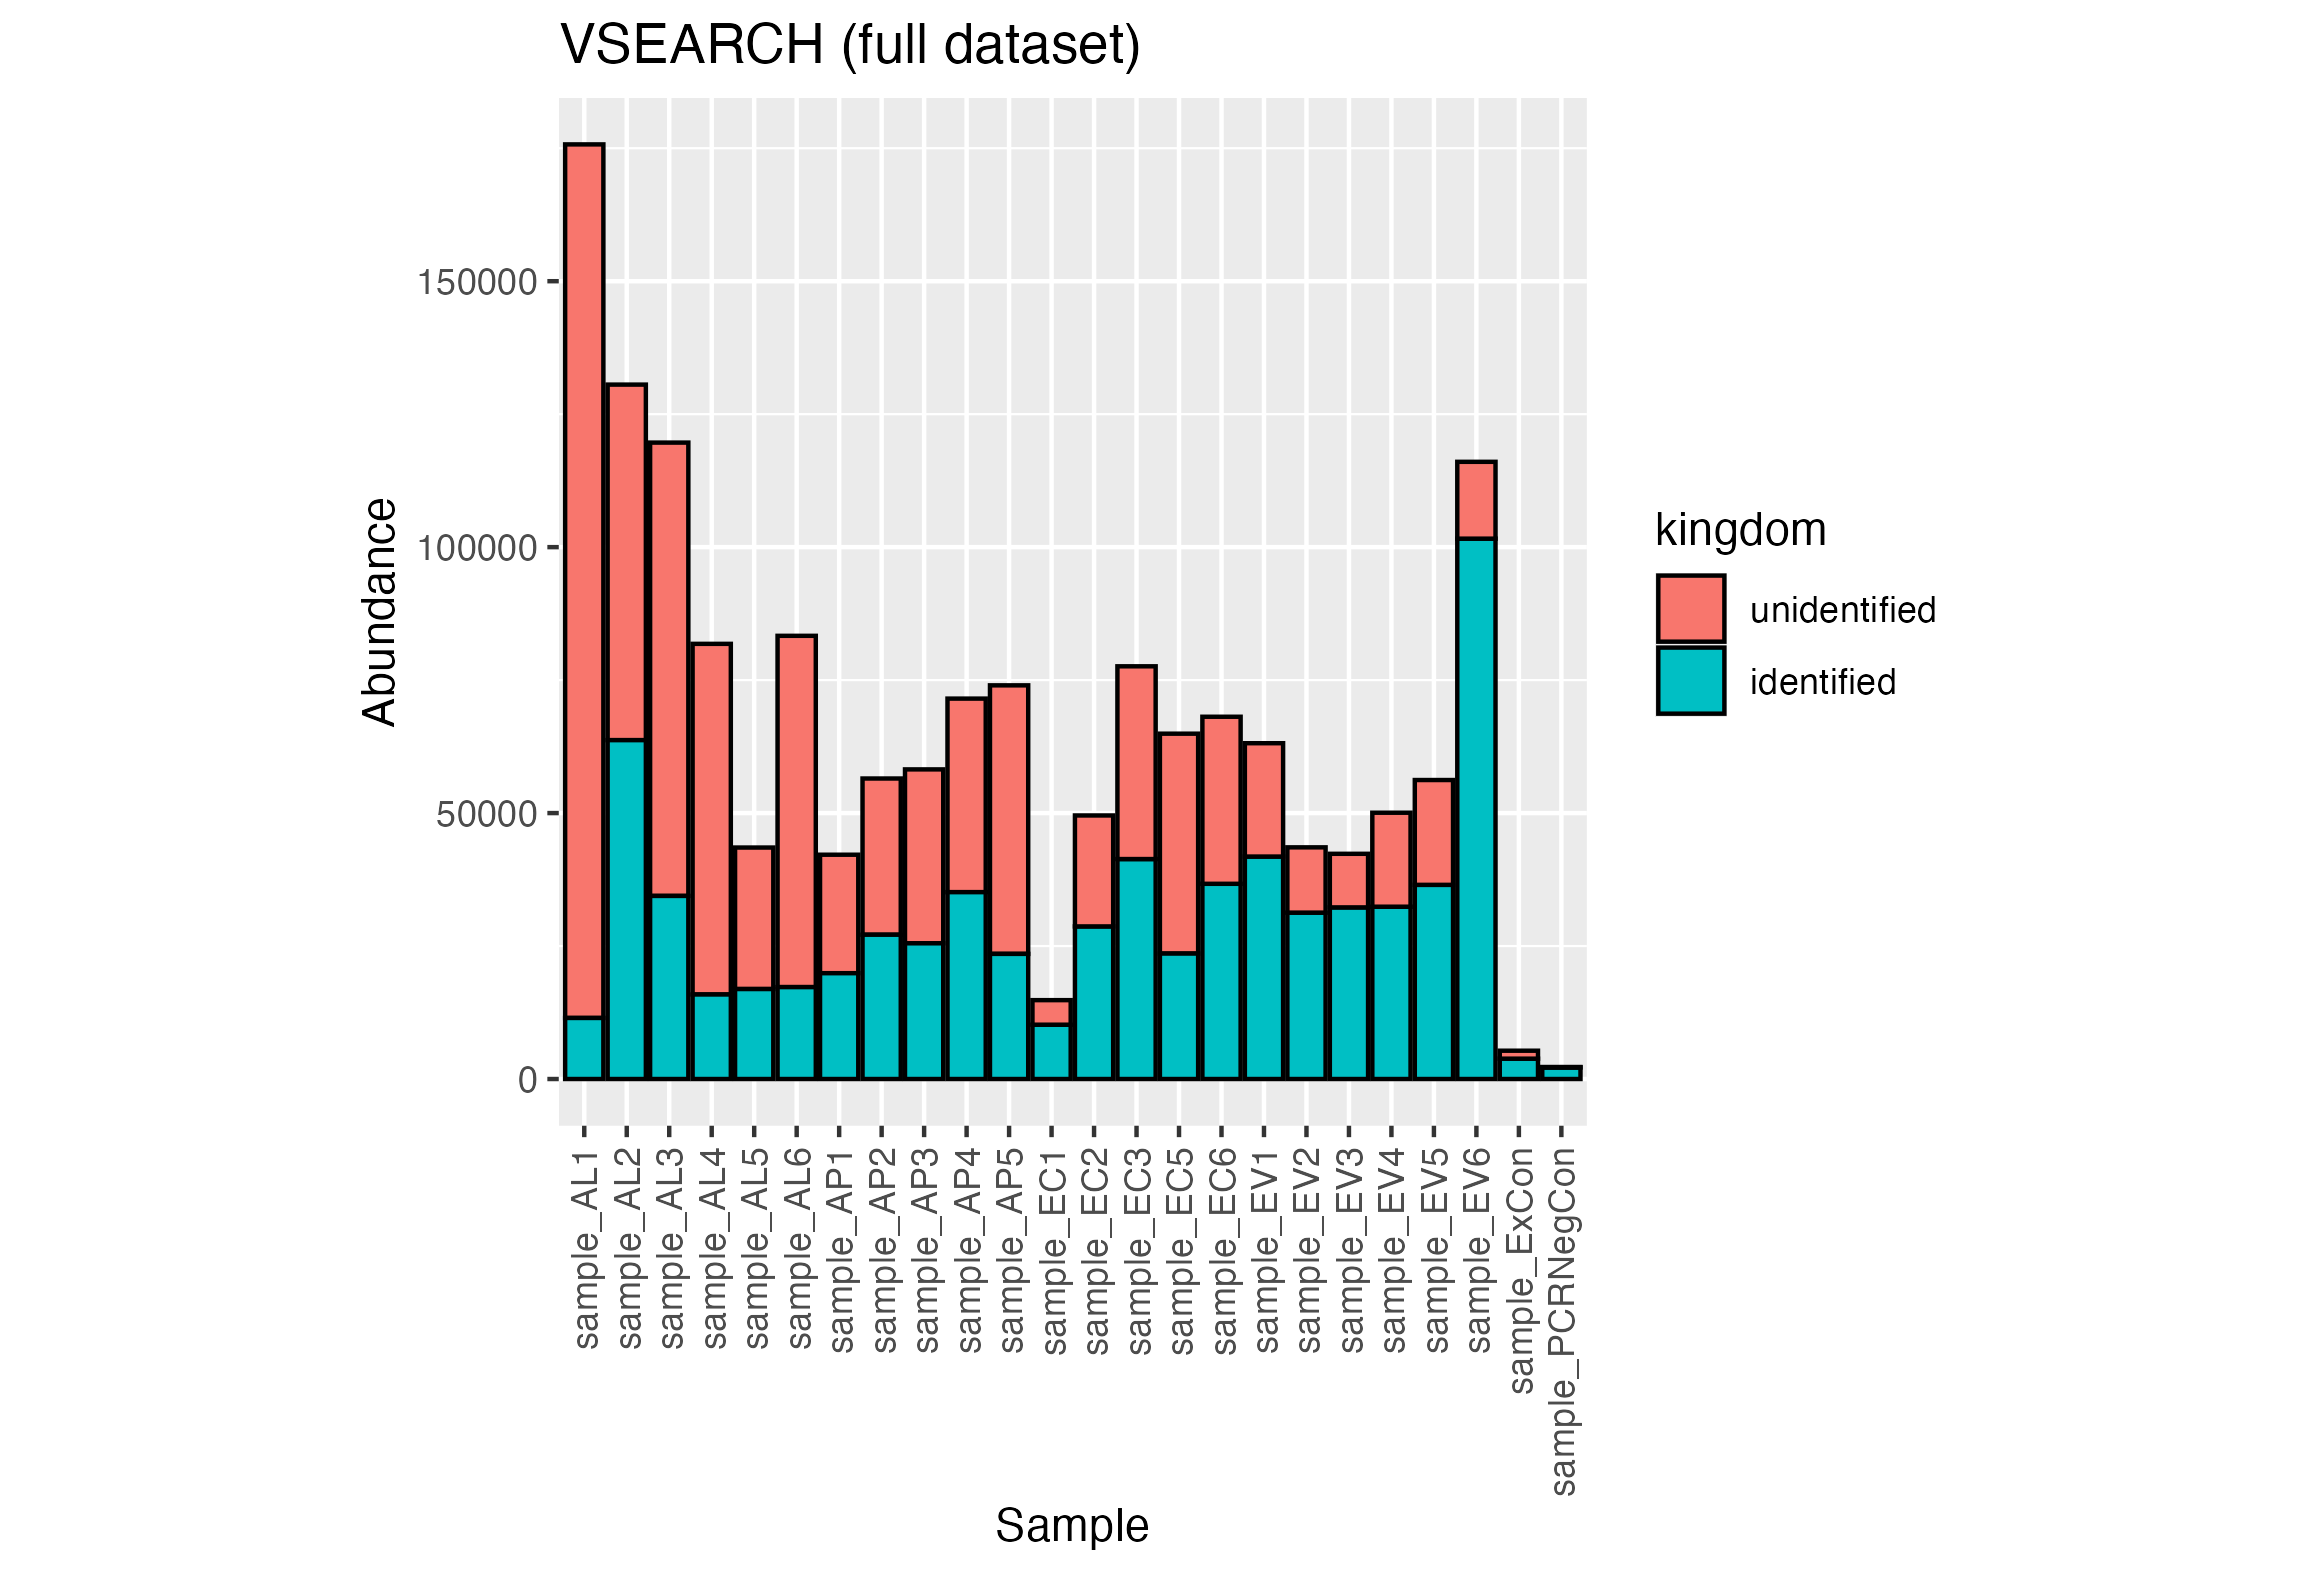 VSEARCH (full dataset)
Abundance
150000
100000
50000
0
kingdom
unidentified
identified
sample_AL1
sample_AL2
sample_AL3
sample_AL4
sample_AL5
sample_AL6
sample_AP1
sample_AP2
sample_AP3
sample_AP4
sample_AP5
sample_EC1
sample_EC2
sample_EC3
sample_EC5
sample_EC6
sample_EV1
sample_EV2
sample_EV3
sample_EV4
sample_EV5
sample_EV6
sample_ExCon
sample_PCRNegCon
Sample